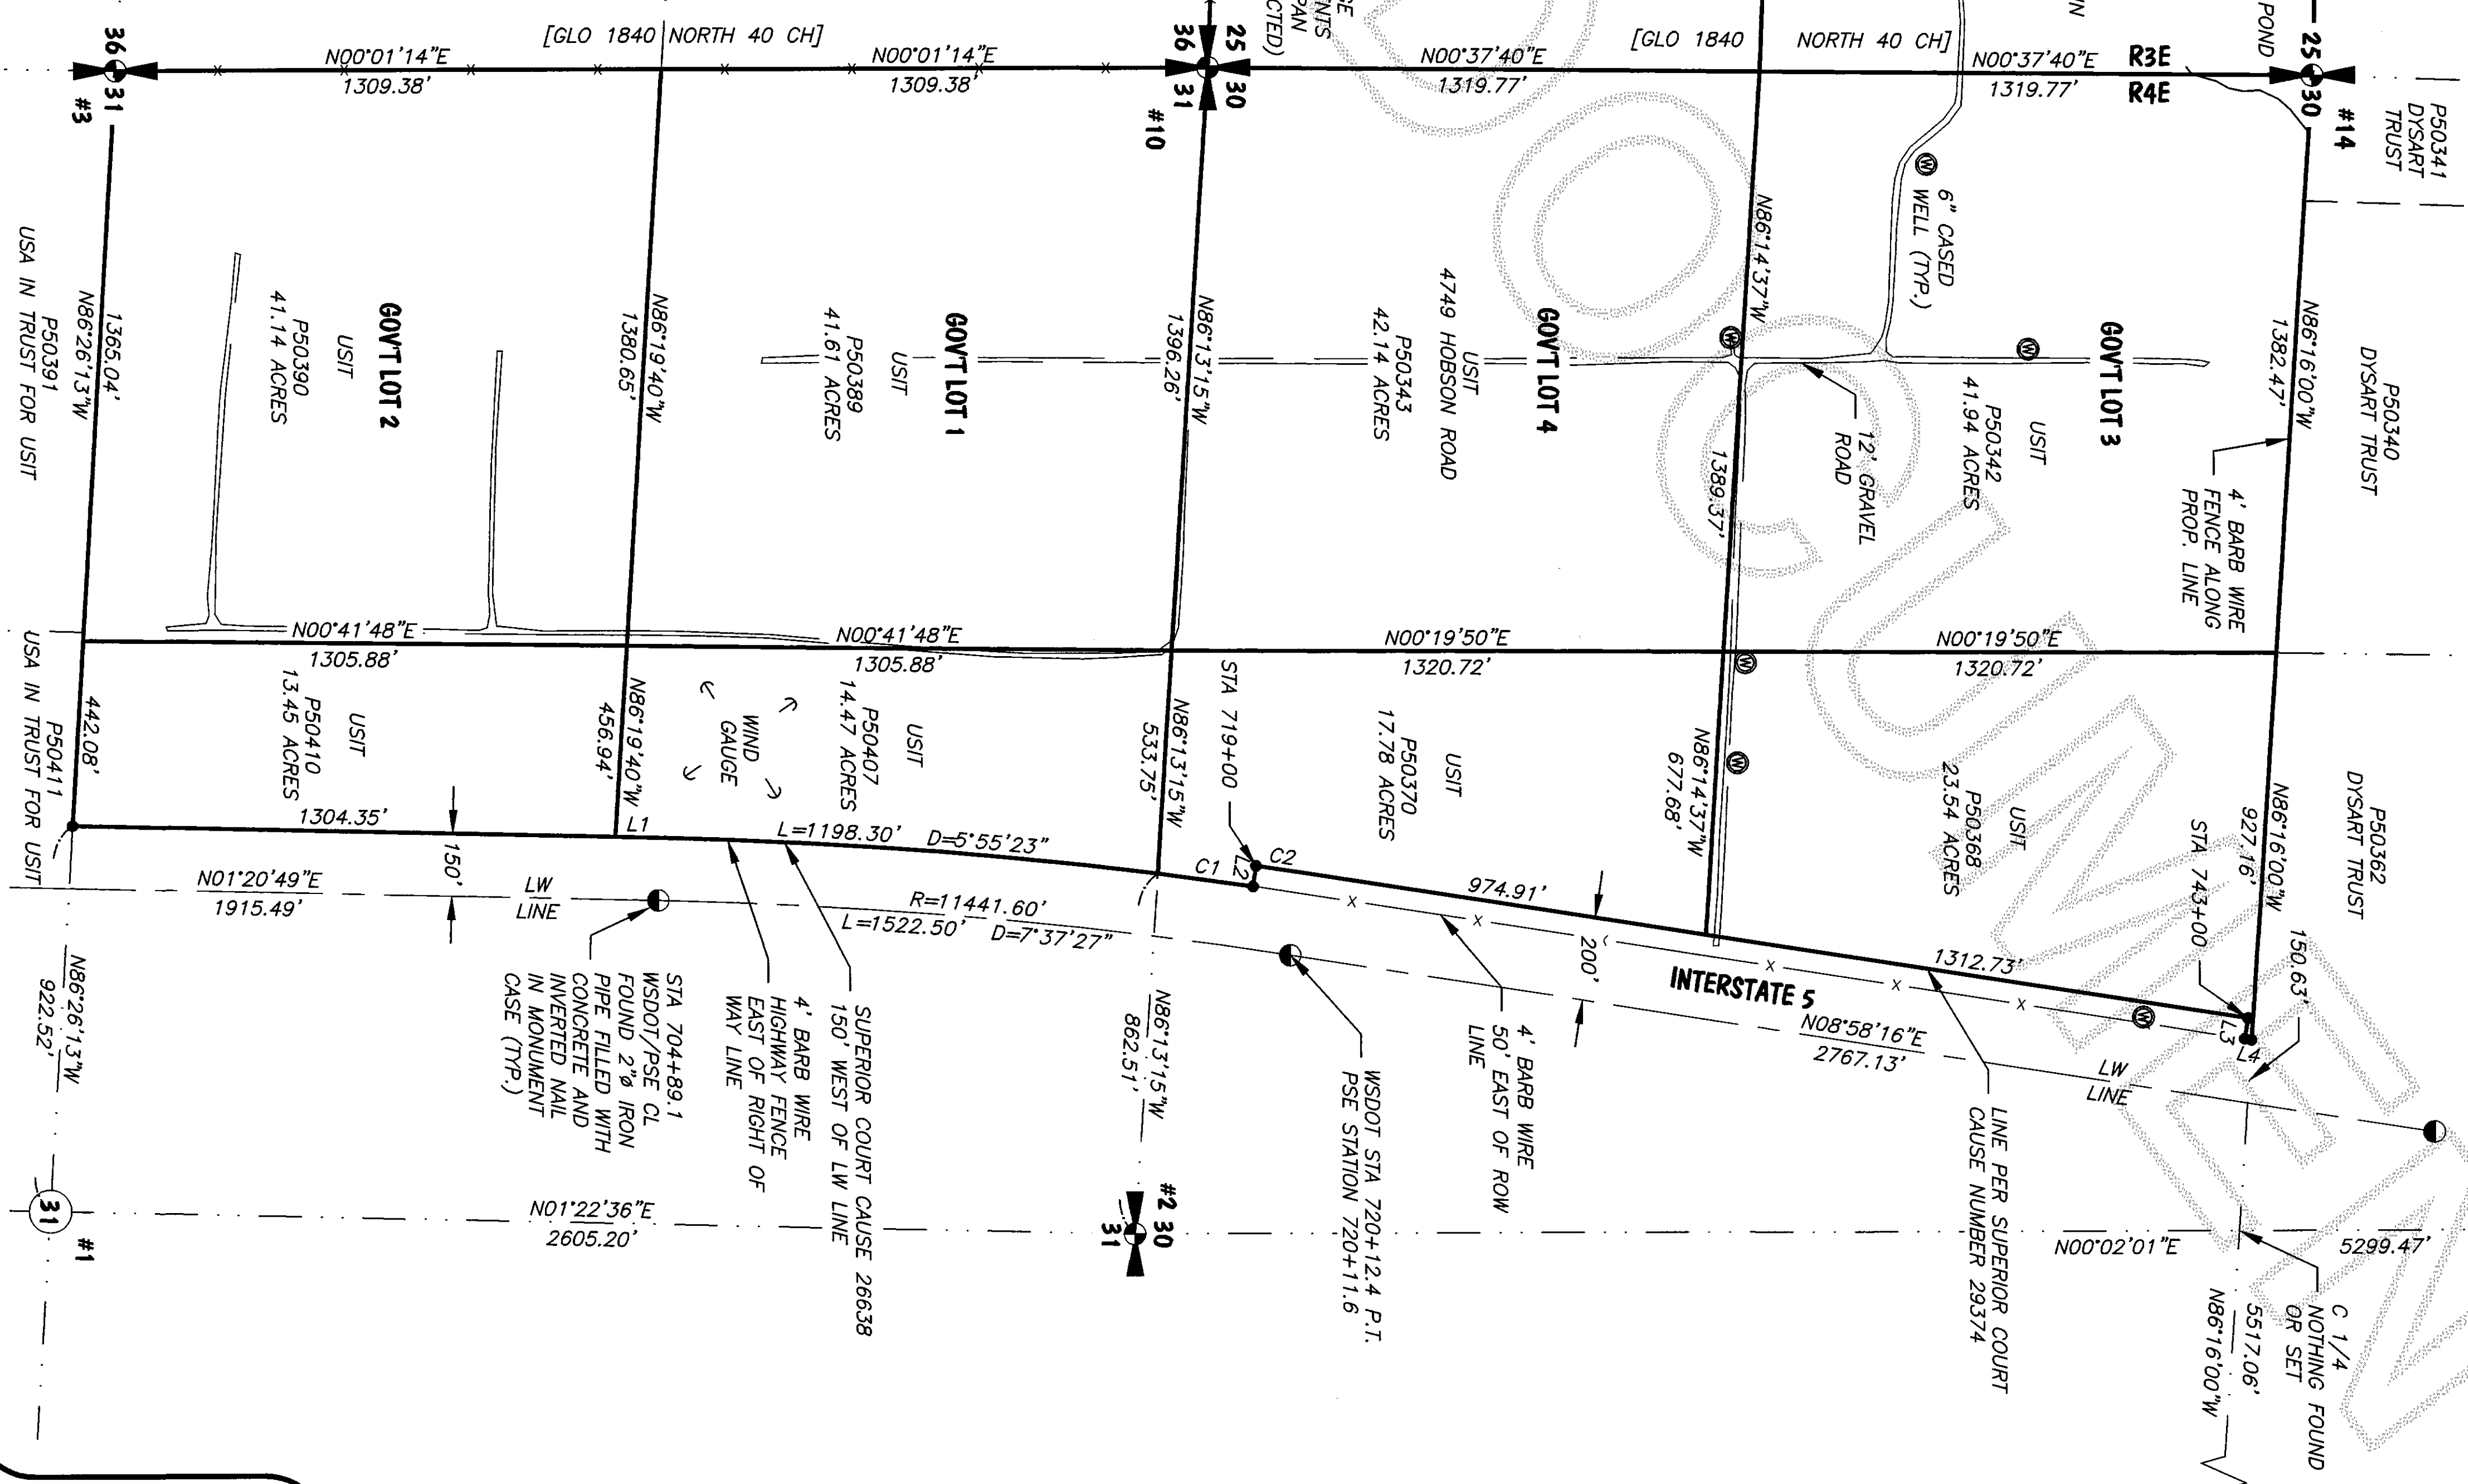 [GLO 1840 NORTH 40 CH]
[GLO 1840 NORTH 40 CH]
N00°01'14"E
1309.38'
N00°01'14"E
1309.38'
N00°37'40"E
1319.77'
N00°37'40"E
1319.77'
R3E
R4E
36
31
#3
36
25
31
30
#10
25
30
#14
POND
CTED)
P50341
DYSART
TRUST
P50340
DYSART TRUST
P50362
DYSART TRUST
N86°16'00"W
1382.47'
4' BARB WIRE
FENCE ALONG
PROP. LINE
6" CASED
WELL (TYP.)
W
W
W
W
W
W
GOV'T LOT 3
USIT
P50342
41.94 ACRES
12' GRAVEL
ROAD
N86°14'37"W
1389.37'
GOV'T LOT 4
USIT
4749 HOBSON ROAD
P50343
42.14 ACRES
N86°13'15"W
1396.26'
GOV'T LOT 1
USIT
P50389
41.61 ACRES
N86°19'40"W
1380.65'
GOV'T LOT 2
USIT
P50390
41.14 ACRES
1365.04'
N86°26'13"W
P50391
USA IN TRUST FOR USIT
N00°41'48"E
1305.88'
N00°41'48"E
1305.88'
N00°19'50"E
1320.72'
N00°19'50"E
1320.72'
N86°16'00"W
927.16'
150.63'
STA 743+00
L3
L4
USIT
P50368
23.54 ACRES
N86°14'37"W
677.68'
USIT
P50370
17.78 ACRES
STA 719+00
N86°13'15"W
533.75'
USIT
P50407
14.47 ACRES
WIND
GAUGE
N86°19'40"W
456.94'
USIT
P50410
13.45 ACRES
442.08'
P50411
USA IN TRUST FOR USIT
1304.35'
150'
L1
L=1198.30'
D=5°55'23"
C1
L2
C2
974.91'
200'
1312.73'
INTERSTATE 5
N01°20'49"E
1915.49'
LW
LINE
R=11441.60'
L=1522.50'
D=7°37'27"
N08°58'16"E
2767.13'
LW
LINE
N86°26'13"W
922.52'
STA 704+89.1
WSDOT/PSE CL
FOUND 2"ø IRON
PIPE FILLED WITH
CONCRETE AND
INVERTED NAIL
IN MONUMENT
CASE (TYP.)
4' BARB WIRE
HIGHWAY FENCE
EAST OF RIGHT OF
WAY LINE
SUPERIOR COURT CAUSE 26638
150' WEST OF LW LINE
N86°13'15"W
862.51'
WSDOT STA 720+12.4 P.T.
PSE STATION 720+11.6
4' BARB WIRE
50' EAST OF ROW
LINE
LINE PER SUPERIOR COURT
CAUSE NUMBER 29374
31
#1
N01°22'36"E
2605.20'
#2
30
31
N00°02'01"E
5299.47'
C 1/4
NOTHING FOUND
OR SET
5517.06'
N86°16'00"W